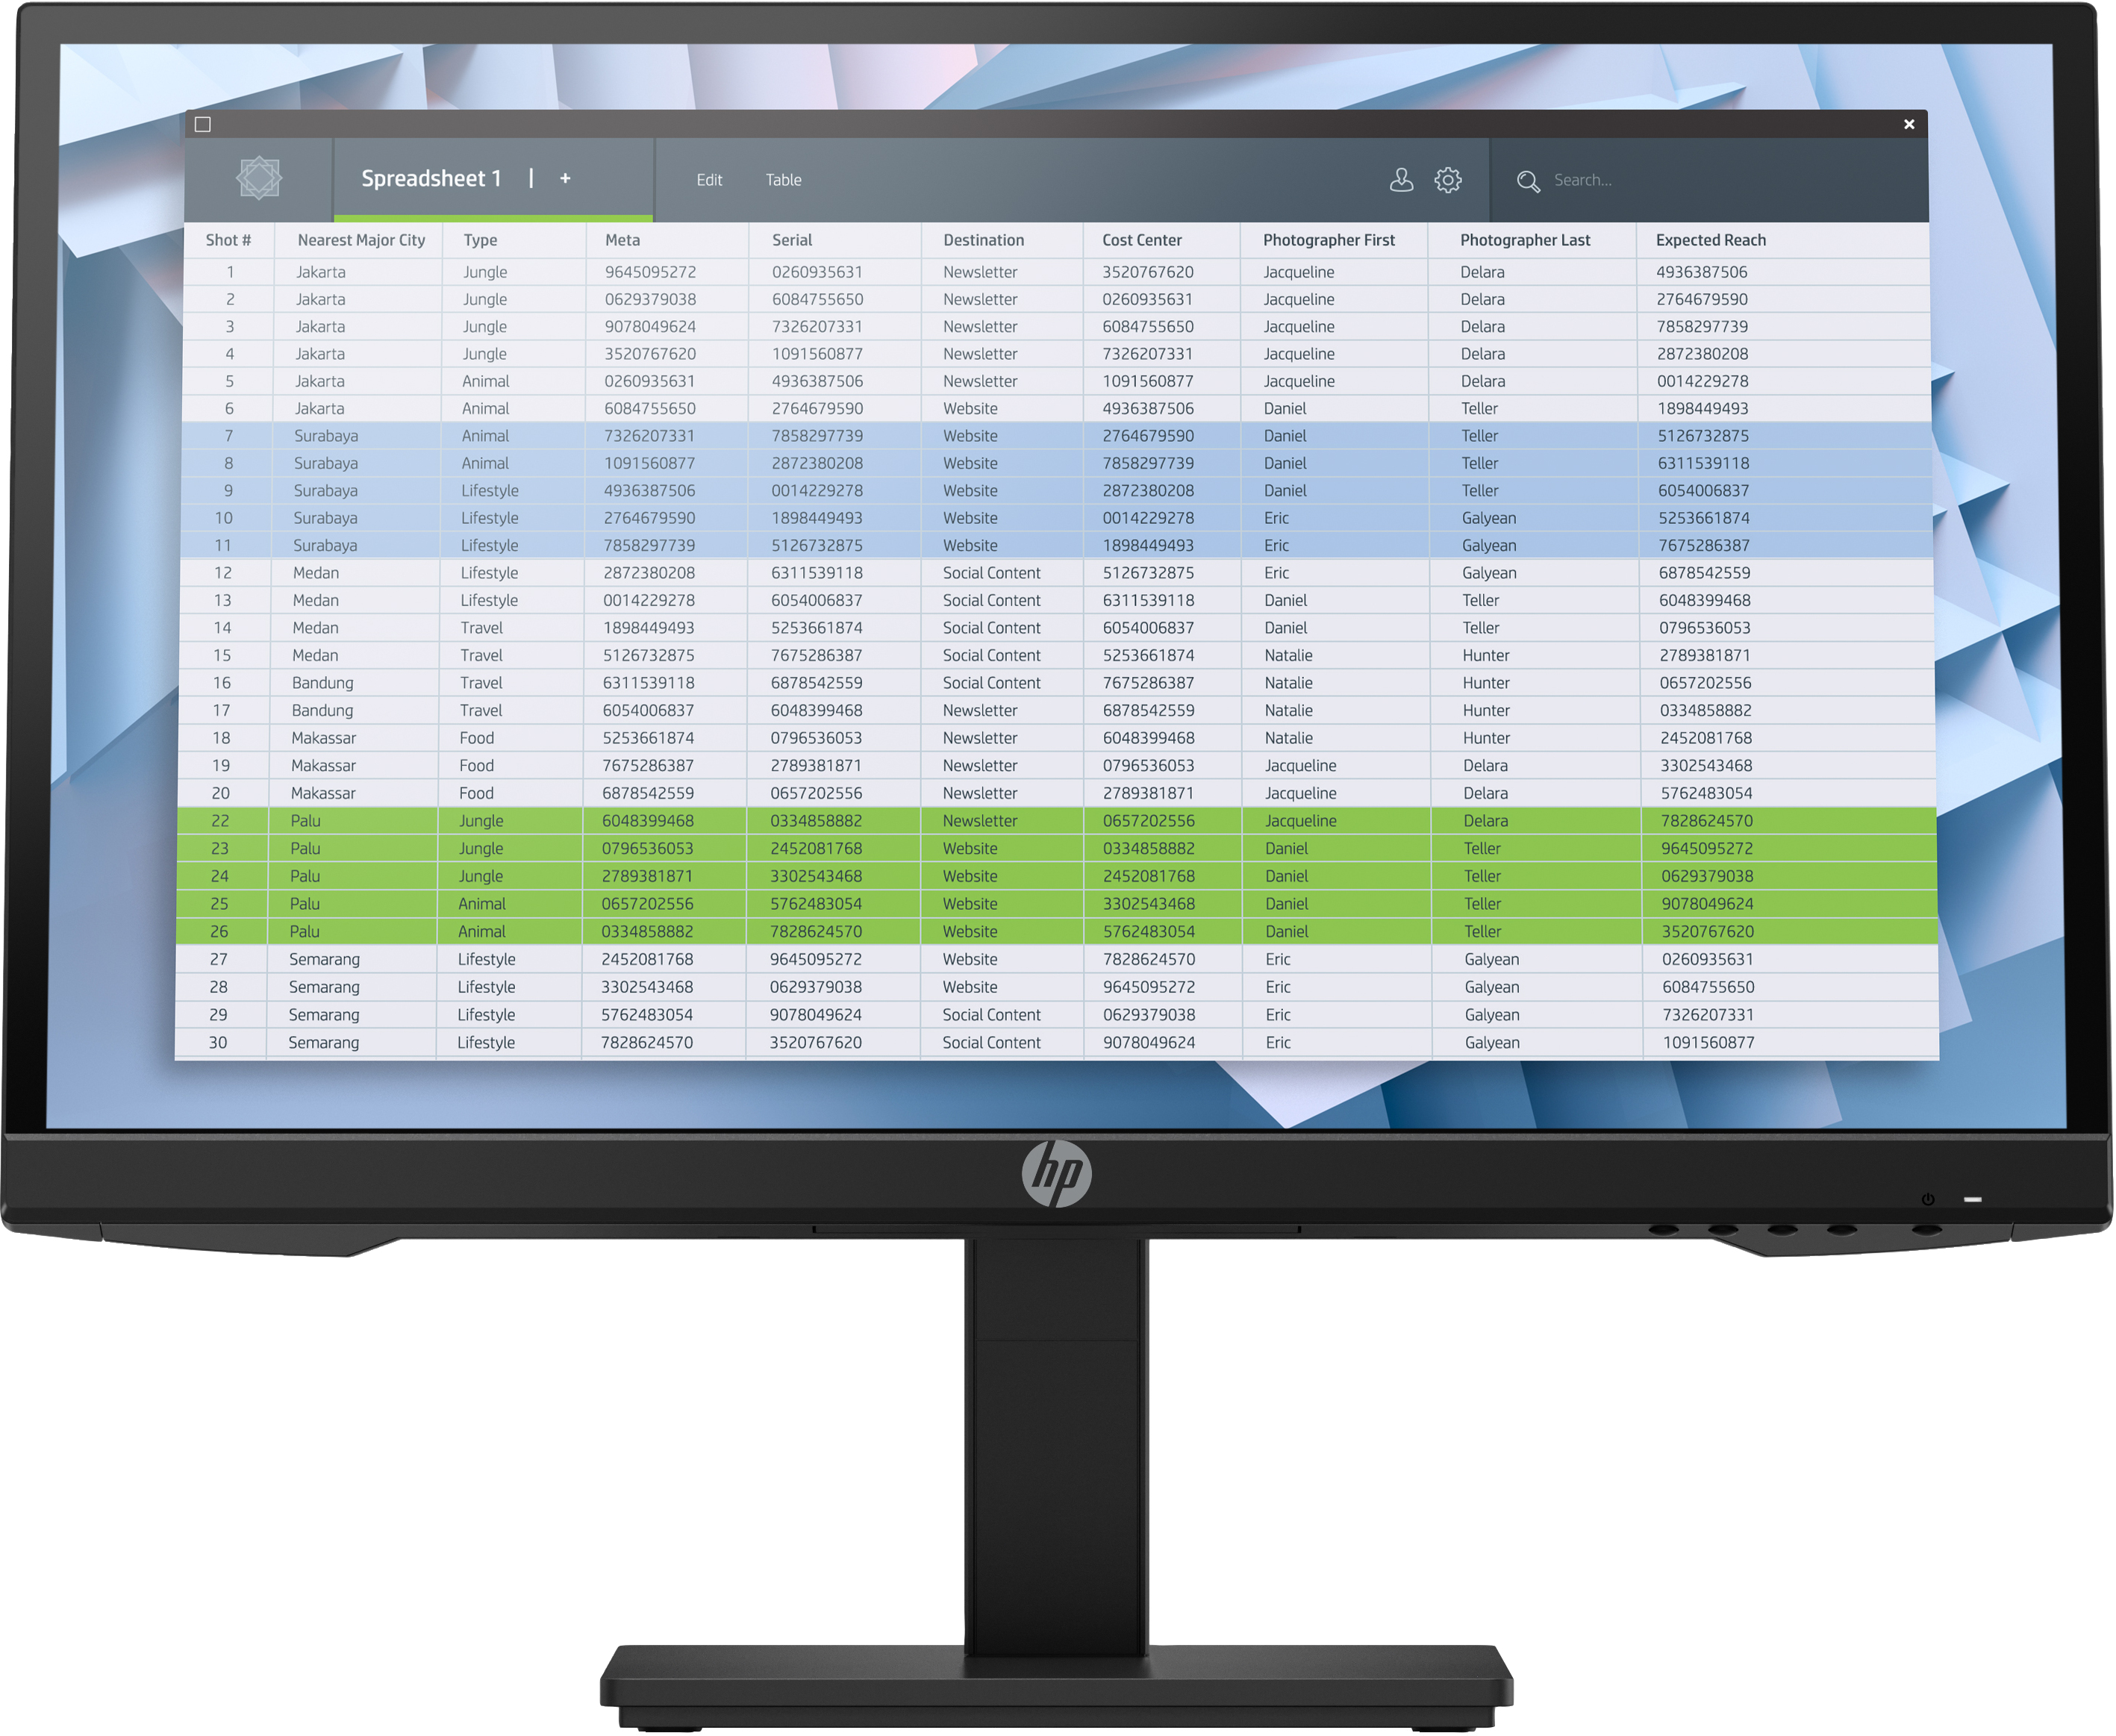 Spreadsheet 1 | +
Edit Table
Search...
Shot # Nearest Major City Type Meta Serial Destination Cost Center Photographer First Photographer Last Expected Reach
1 Jakarta Jungle 9645095272 0260935631 Newsletter 3520767620 Jacqueline Delara 4936387506
2 Jakarta Jungle 0629379038 6084755650 Newsletter 0260935631 Jacqueline Delara 2764679590
3 Jakarta Jungle 9078049624 7326207331 Newsletter 6084755650 Jacqueline Delara 7858297739
4 Jakarta Jungle 3520767620 1091560877 Newsletter 7326207331 Jacqueline Delara 2872380208
5 Jakarta Animal 0260935631 4936387506 Newsletter 1091560877 Jacqueline Delara 0014229278
6 Jakarta Animal 6084755650 2764679590 Website 4936387506 Daniel Teller 1898449493
7 Surabaya Animal 7326207331 7858297739 Website 2764679590 Daniel Teller 5126732875
8 Surabaya Animal 1091560877 2872380208 Website 7858297739 Daniel Teller 6311539118
9 Surabaya Lifestyle 4936387506 0014229278 Website 2872380208 Daniel Teller 6054006837
10 Surabaya Lifestyle 2764679590 1898449493 Website 0014229278 Eric Galyean 5253661874
11 Surabaya Lifestyle 7858297739 5126732875 Website 1898449493 Eric Galyean 7675286387
12 Medan Lifestyle 2872380208 6311539118 Social Content 5126732875 Eric Galyean 6878542559
13 Medan Lifestyle 0014229278 6054006837 Social Content 6311539118 Daniel Teller 6048399468
14 Medan Travel 1898449493 5253661874 Social Content 6054006837 Daniel Teller 0796536053
15 Medan Travel 5126732875 7675286387 Social Content 5253661874 Natalie Hunter 2789381871
16 Bandung Travel 6311539118 6878542559 Social Content 7675286387 Natalie Hunter 0657202556
17 Bandung Travel 6054006837 6048399468 Newsletter 6878542559 Natalie Hunter 0334858882
18 Makassar Food 5253661874 0796536053 Newsletter 6048399468 Natalie Hunter 2452081768
19 Makassar Food 7675286387 2789381871 Newsletter 0796536053 Jacqueline Delara 3302543468
20 Makassar Food 6878542559 0657202556 Newsletter 2789381871 Jacqueline Delara 5762483054
22 Palu Jungle 6048399468 0334858882 Newsletter 0657202556 Jacqueline Delara 7828624570
23 Palu Jungle 0796536053 2452081768 Website 0334858882 Daniel Teller 9645095272
24 Palu Jungle 2789381871 3302543468 Website 2452081768 Daniel Teller 0629379038
25 Palu Animal 0657202556 5762483054 Website 3302543468 Daniel Teller 9078049624
26 Palu Animal 0334858882 7828624570 Website 5762483054 Daniel Teller 3520767620
27 Semarang Lifestyle 2452081768 9645095272 Website 7828624570 Eric Galyean 0260935631
28 Semarang Lifestyle 3302543468 0629379038 Website 9645095272 Eric Galyean 6084755650
29 Semarang Lifestyle 5762483054 9078049624 Social Content 0629379038 Eric Galyean 7326207331
30 Semarang Lifestyle 7828624570 3520767620 Social Content 9078049624 Eric Galyean 1091560877
hp